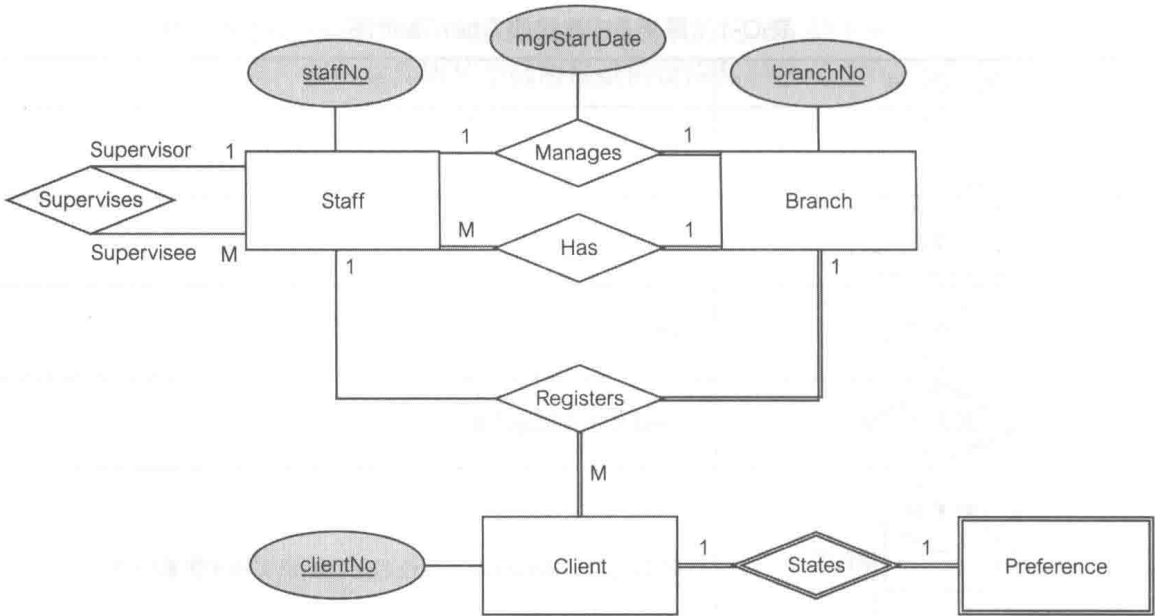 mgrStartDate
staffNo
branchNo
Supervisor 1
1
Manages
1
Supervises
Staff
Branch
M
Has
1
Supervisee M
1
1
Registers
M
clientNo
Client
1
States
1
Preference